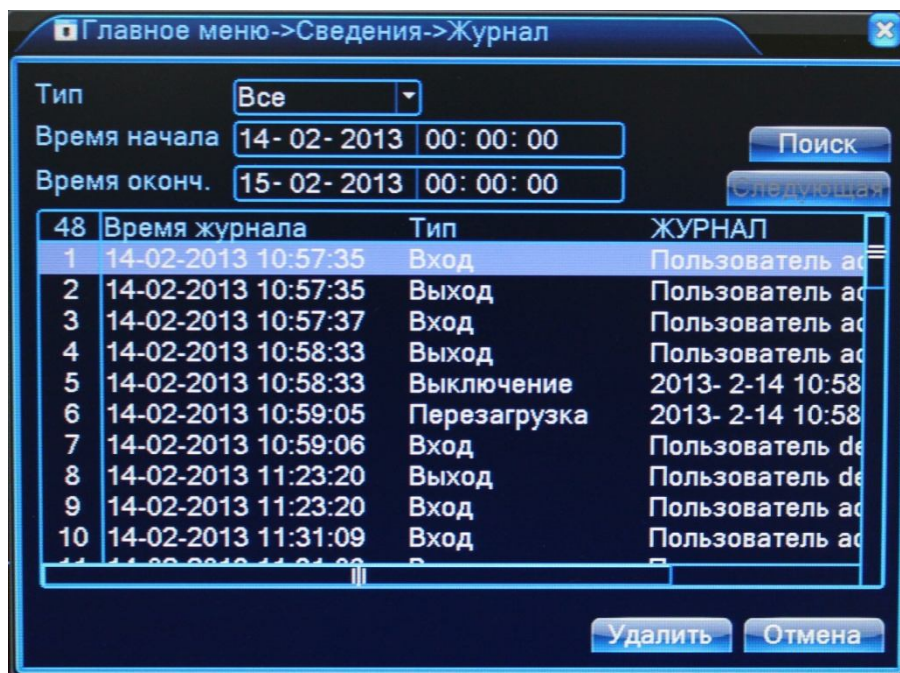 Главное меню->Сведения->Журнал
Тип Все
Время начала 14- 02- 2013 00: 00: 00 Поиск
Время оконч. 15- 02- 2013 00: 00: 00 Следующая
48 Время журнала Тип ЖУРНАЛ
1 14-02-2013 10:57:35 Вход Пользователь ad
2 14-02-2013 10:57:35 Выход Пользователь ad
3 14-02-2013 10:57:37 Вход Пользователь ad
4 14-02-2013 10:58:33 Выход Пользователь ad
5 14-02-2013 10:58:33 Выключение 2013- 2-14 10:58
6 14-02-2013 10:59:05 Перезагрузка 2013- 2-14 10:58
7 14-02-2013 10:59:06 Вход Пользователь de
8 14-02-2013 11:23:20 Выход Пользователь de
9 14-02-2013 11:23:20 Вход Пользователь ad
10 14-02-2013 11:31:09 Вход Пользователь ad
Удалить Отмена